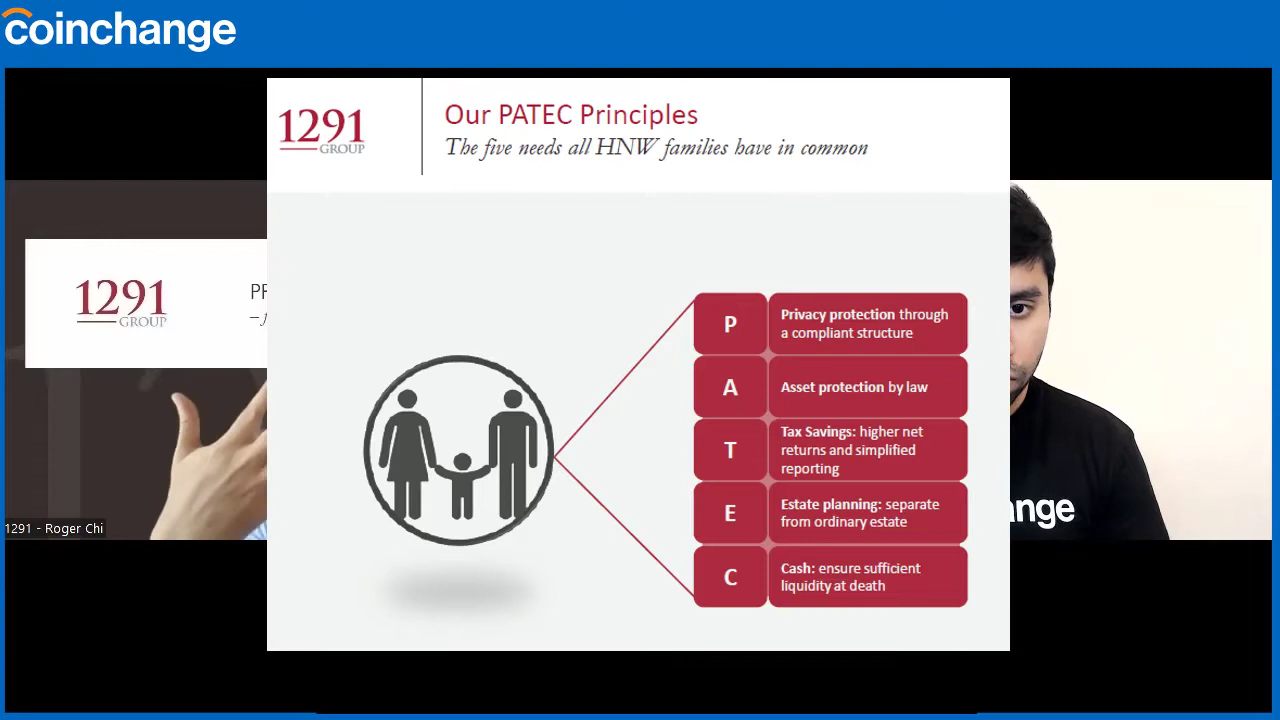 coinchange
1291
GROUP
Our PATEC Principles
The five needs all HNW families have in common
1291
GROUP
P
Privacy protection through
a compliant structure
A
Asset protection by law
T
Tax Savings: higher net
returns and simplified
reporting
E
Estate planning: separate
from ordinary estate
C
Cash: ensure sufficient
liquidity at death
1291 - Roger Chi
nge